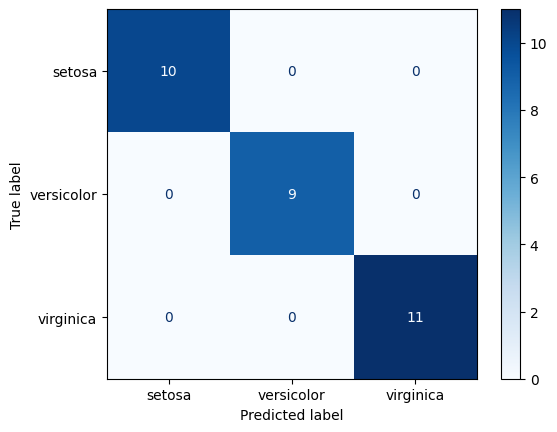 setosa
versicolor
virginica
True label
10 0 0
0 9 0
0 0 11
setosa versicolor virginica
Predicted label
10
8
6
4
2
0